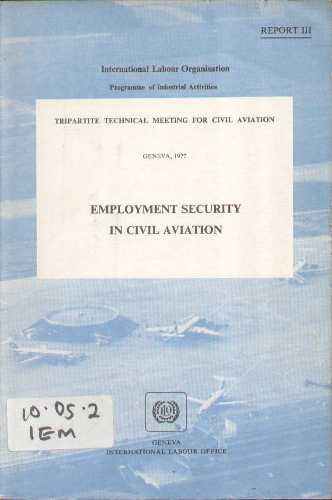 REPORT III
International Labour Organisation
Programme of Industrial Activities
TRIPARTITE TECHNICAL MEETING FOR CIVIL AVIATION
GENEVA, 1977
EMPLOYMENT SECURITY
IN CIVIL AVIATION
10.05.2
IEM
GENEVA
INTERNATIONAL LABOUR OFFICE